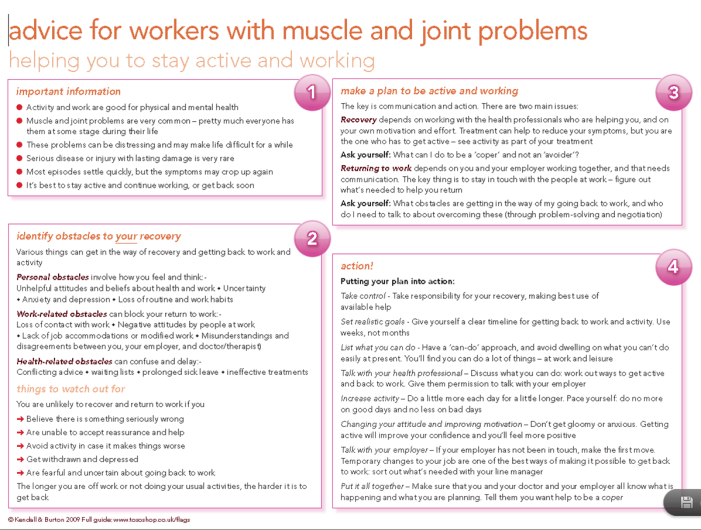 advice for workers with muscle and joint problems
helping you to stay active and working
important information
1
● Activity and work are good for physical and mental health
● Muscle and joint problems are very common – pretty much everyone has
them at some stage during their life
● These problems can be distressing and may make life difficult for a while
● Serious disease or injury with lasting damage is very rare
● Most episodes settle quickly, but the symptoms may crop up again
● It's best to stay active and continue working, or get back soon
identify obstacles to your recovery
2
Various things can get in the way of recovery and getting back to work and
activity
Personal obstacles involve how you feel and think:-
Unhelpful attitudes and beliefs about health and work • Uncertainty
• Anxiety and depression • Loss of routine and work habits
Work-related obstacles can block your return to work:-
Loss of contact with work • Negative attitudes by people at work
• Lack of job accommodations or modified work • Misunderstandings and
disagreements between you, your employer, and doctor/therapist)
Health-related obstacles can confuse and delay:-
Conflicting advice • waiting lists • prolonged sick leave • ineffective treatments
things to watch out for
You are unlikely to recover and return to work if you
➜ Believe there is something seriously wrong
➜ Are unable to accept reassurance and help
➜ Avoid activity in case it makes things worse
➜ Get withdrawn and depressed
➜ Are fearful and uncertain about going back to work
The longer you are off work or not doing your usual activities, the harder it is to
get back.
make a plan to be active and working
3
The key is communication and action. There are two main issues:
Recovery depends on working with the health professionals who are helping you, and on
your own motivation and effort. Treatment can help to reduce your symptoms, but you are
the one who has to get active – see activity as part of your treatment
Ask yourself: What can I do to be a 'coper' and not an 'avoider'?
Returning to work depends on you and your employer working together, and that needs
communication. The key thing is to stay in touch with the people at work – figure out
what's needed to help you return
Ask yourself: What obstacles are getting in the way of my going back to work, and who
do I need to talk to about overcoming these (through problem-solving and negotiation)
action!
4
Putting your plan into action:
Take control - Take responsibility for your recovery, making best use of
available help
Set realistic goals - Give yourself a clear timeline for getting back to work and activity. Use
weeks, not months
List what you can do - Have a 'can-do' approach, and avoid dwelling on what you can't do
easily at present. You'll find you can do a lot of things – at work and leisure
Talk with your health professional – Discuss what you can do: work out ways to get active
and back to work. Give them permission to talk with your employer
Increase activity – Do a little more each day for a little longer. Pace yourself: do no more
on good days and no less on bad days
Changing your attitude and improving motivation – Don't get gloomy or anxious. Getting
active will improve your confidence and you'll feel more positive
Talk with your employer – If your employer has not been in touch, make the first move.
Temporary changes to your job are one of the best ways of making it possible to get back
to work: sort out what's needed with your line manager
Put it all together – Make sure that you and your doctor and your employer all know what is
happening and what you are planning. Tell them you want help to be a coper
© Kendall & Burton 2009 Full guide: www.tsoshop.co.uk/flags